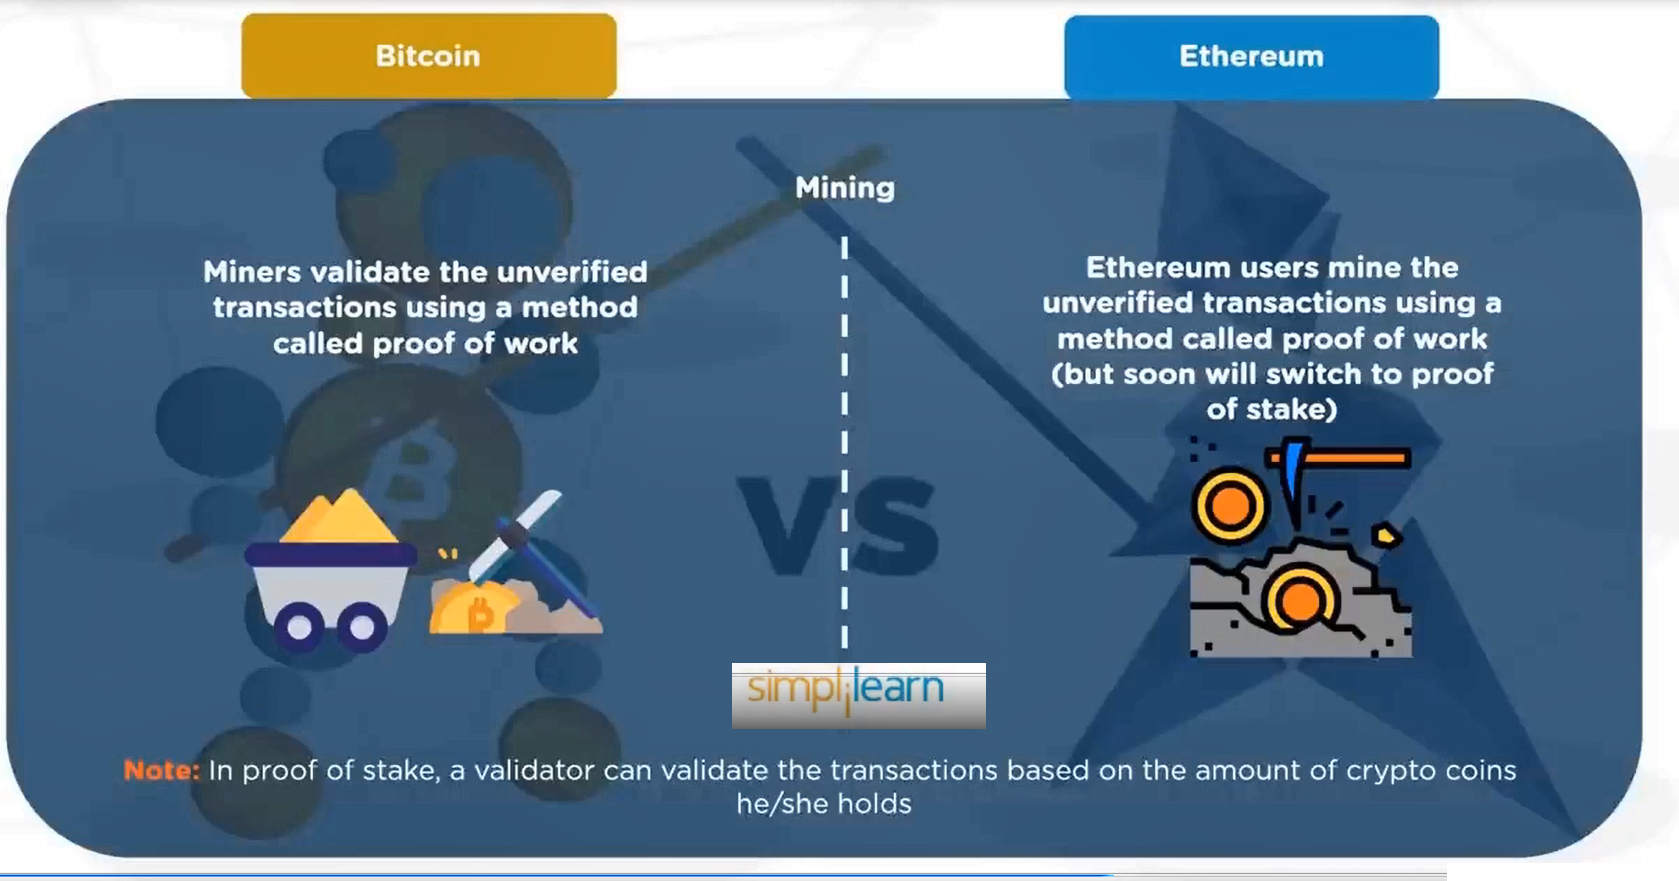 Bitcoin
Ethereum
Mining
Miners validate the unverified
transactions using a method
called proof of work
Ethereum users mine the
unverified transactions using a
method called proof of work
(but soon will switch to proof
of stake)
VS
simplilearn
Note: In proof of stake, a validator can validate the transactions based on the amount of crypto coins
he/she holds